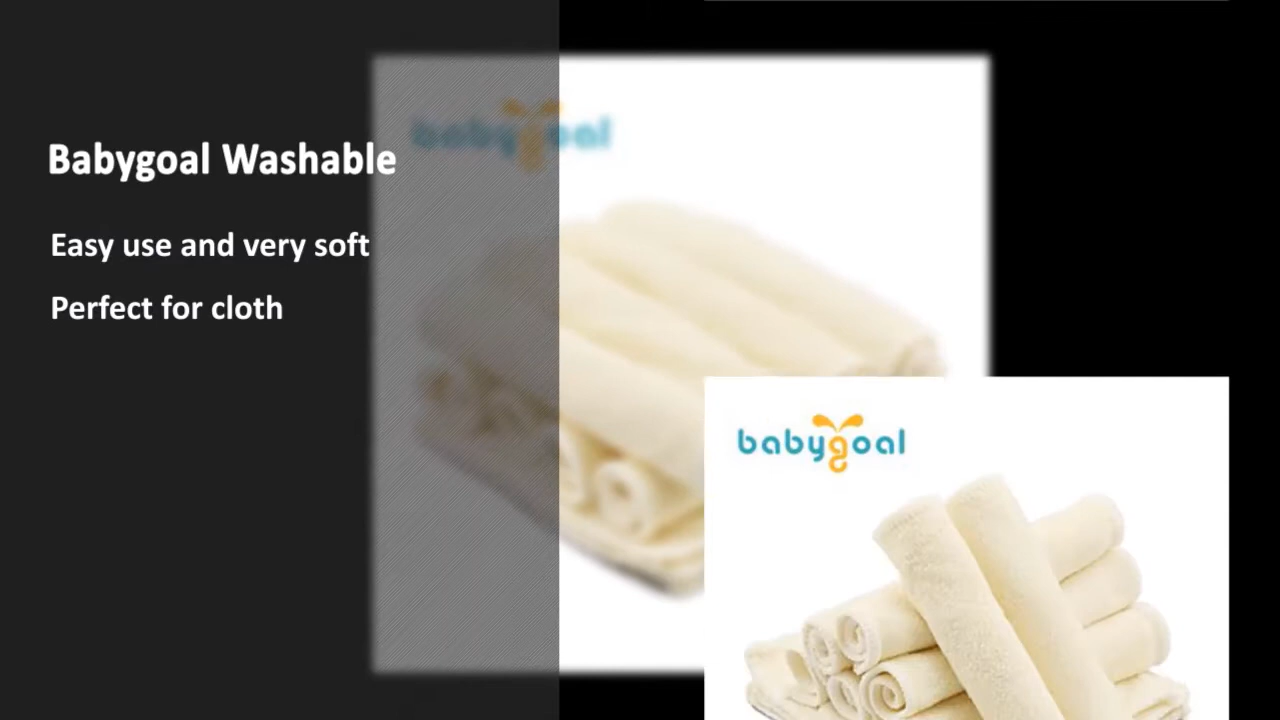 Babygoal Washable
Easy use and very soft
Perfect for cloth
babygoal
babygoal